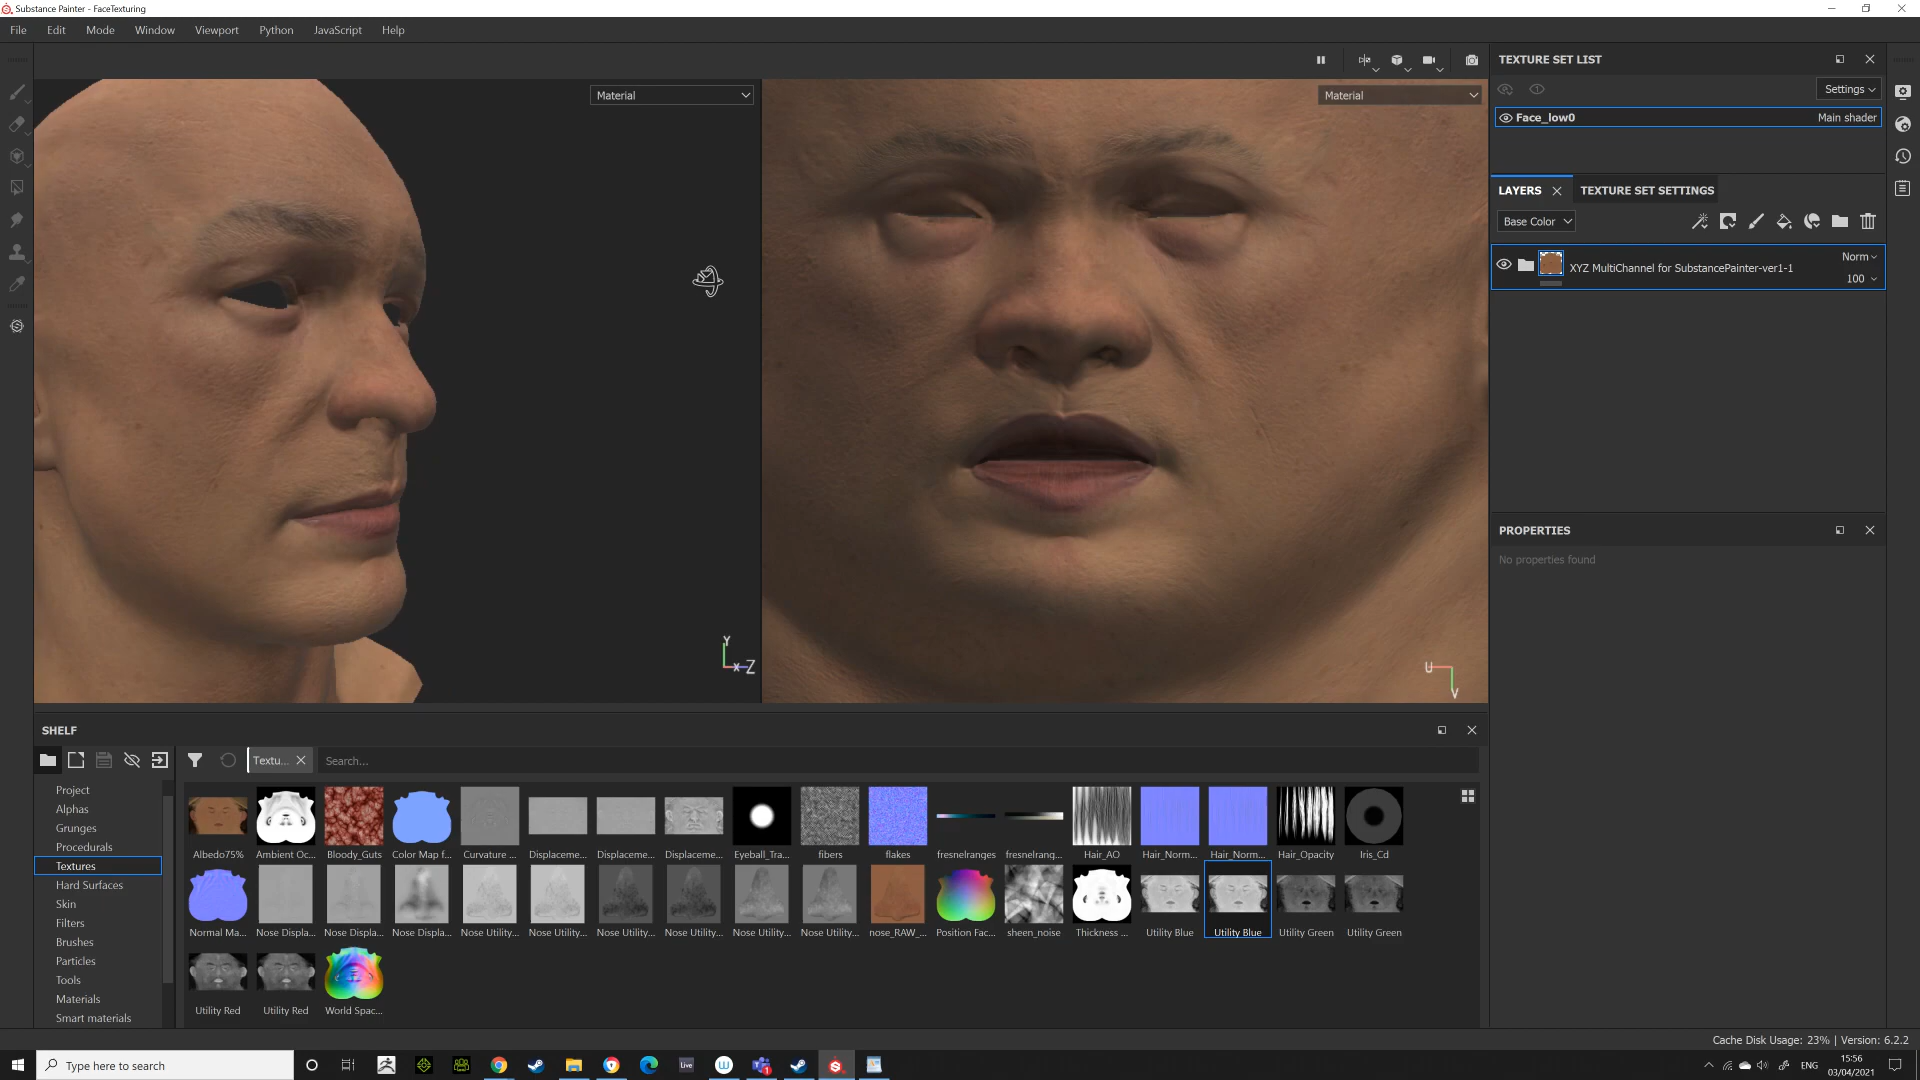 Substance Painter - FaceTexturing
File Edit Mode Window Viewport Python JavaScript Help
Material
Material
Y
X Z
U
V
TEXTURE SET LIST
Settings
Face_low0 Main shader
LAYERS TEXTURE SET SETTINGS
Base Color
XYZ MultiChannel for SubstancePainter-ver1-1
Norm
100
PROPERTIES
No properties found
SHELF
Textu... Search...
Project
Alphas
Grunges
Procedurals
Textures
Hard Surfaces
Skin
Filters
Brushes
Particles
Tools
Materials
Smart materials
Albedo75% Ambient Oc... Bloody_Guts Color Map f... Curvature ... Displaceme... Displaceme... Displaceme... Eyeball_Tra... fibers flakes fresnelranges fresnelrang... Hair_AO Hair_Norm... Hair_Norm... Hair_Opacity Iris_Cd
Normal Ma... Nose Displa... Nose Displa... Nose Displa... Nose Utility... Nose Utility... Nose Utility... Nose Utility... Nose Utility... Nose Utility... nose_RAW_... Position Fac... sheen_noise Thickness ... Utility Blue Utility Blue Utility Green Utility Green
Utility Red Utility Red World Spac...
Cache Disk Usage: 23% | Version: 6.2.2
Type here to search
Live
ENG
15:56
03/04/2021